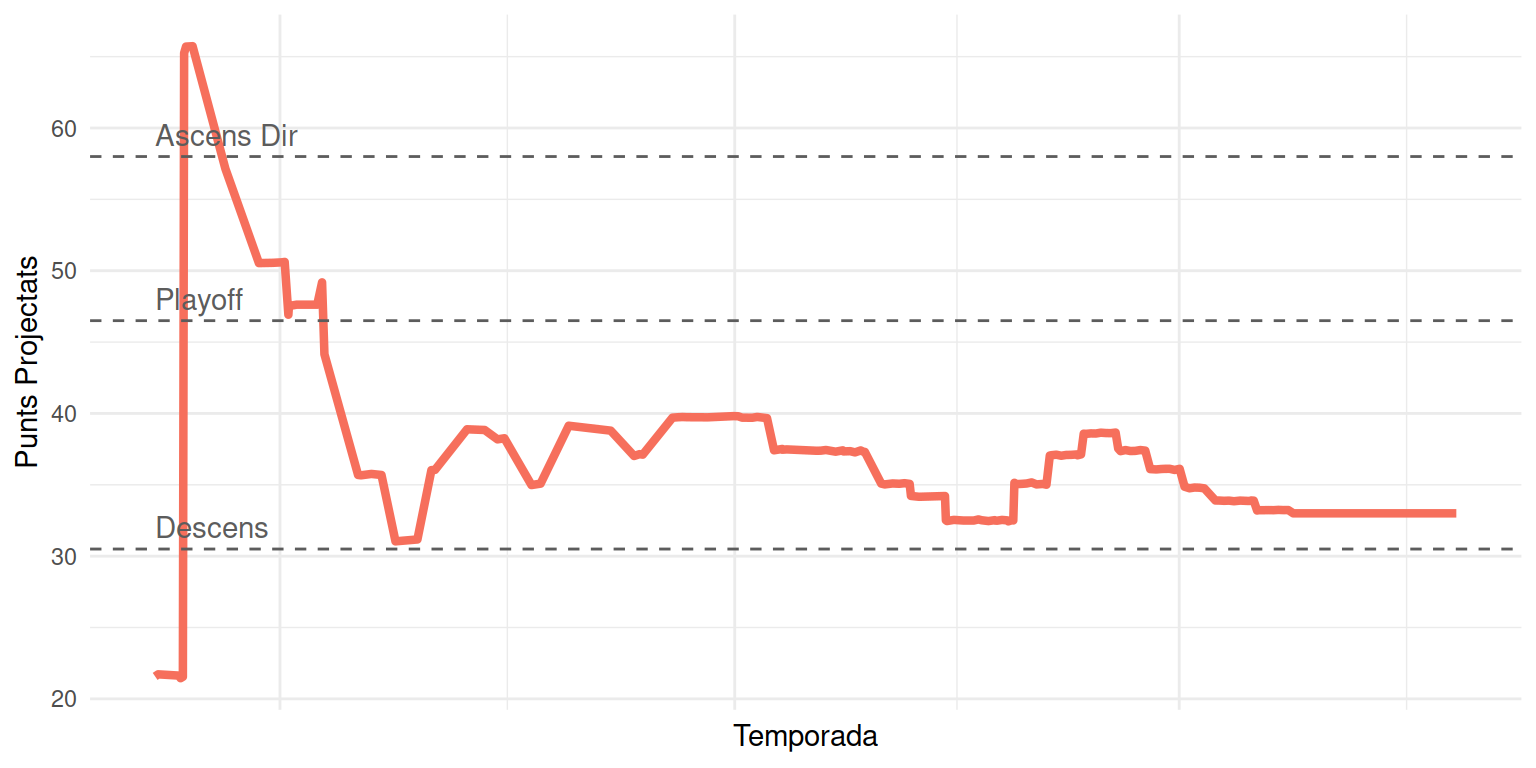 60
50
40
30
20
Punts Projectats
Ascens Dir
Playoff
Descens
Temporada